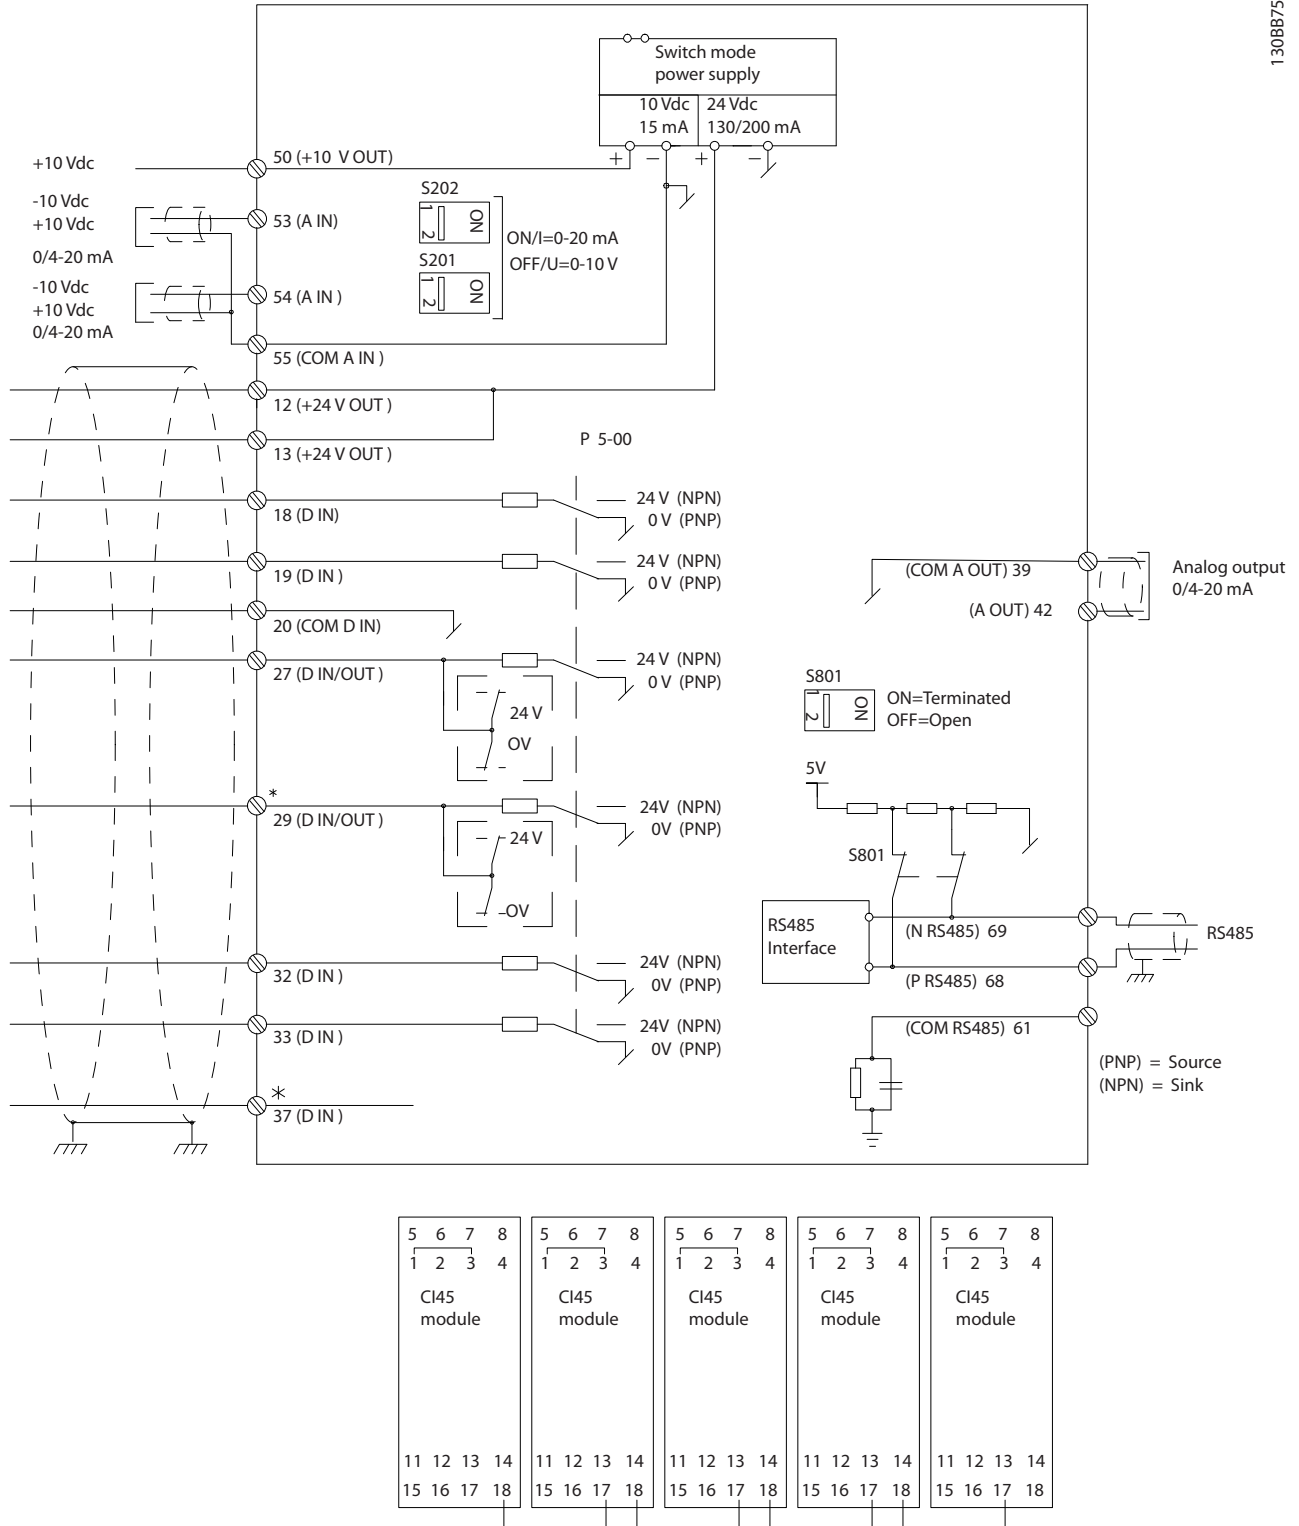 130BB75
Switch mode
power supply
10 Vdc
15 mA
24 Vdc
130/200 mA
+ − + −
+10 Vdc
50 (+10 V OUT)
-10 Vdc
+10 Vdc
0/4-20 mA
53 (A IN)
S202
1 2 ON
ON/I=0-20 mA
OFF/U=0-10 V
S201
1 2 ON
-10 Vdc
+10 Vdc
0/4-20 mA
54 (A IN )
55 (COM A IN )
12 (+24 V OUT )
13 (+24 V OUT )
P 5-00
18 (D IN)
24 V (NPN)
0 V (PNP)
19 (D IN )
24 V (NPN)
0 V (PNP)
20 (COM D IN)
27 (D IN/OUT )
24 V (NPN)
0 V (PNP)
24 V
OV
*
29 (D IN/OUT )
24V (NPN)
0V (PNP)
24 V
OV
32 (D IN )
24V (NPN)
0V (PNP)
33 (D IN )
24V (NPN)
0V (PNP)
*
37 (D IN )
(COM A OUT) 39
(A OUT) 42
Analog output
0/4-20 mA
S801
1 2 ON
ON=Terminated
OFF=Open
5V
S801
RS485
Interface
(N RS485) 69
RS485
(P RS485) 68
(COM RS485) 61
(PNP) = Source
(NPN) = Sink
5 6 7 8 5 6 7 8 5 6 7 8 5 6 7 8 5 6 7 8
1 2 3 4 1 2 3 4 1 2 3 4 1 2 3 4 1 2 3 4
CI45 CI45 CI45 CI45 CI45
module module module module module
11 12 13 14 11 12 13 14 11 12 13 14 11 12 13 14 11 12 13 14
15 16 17 18 15 16 17 18 15 16 17 18 15 16 17 18 15 16 17 18